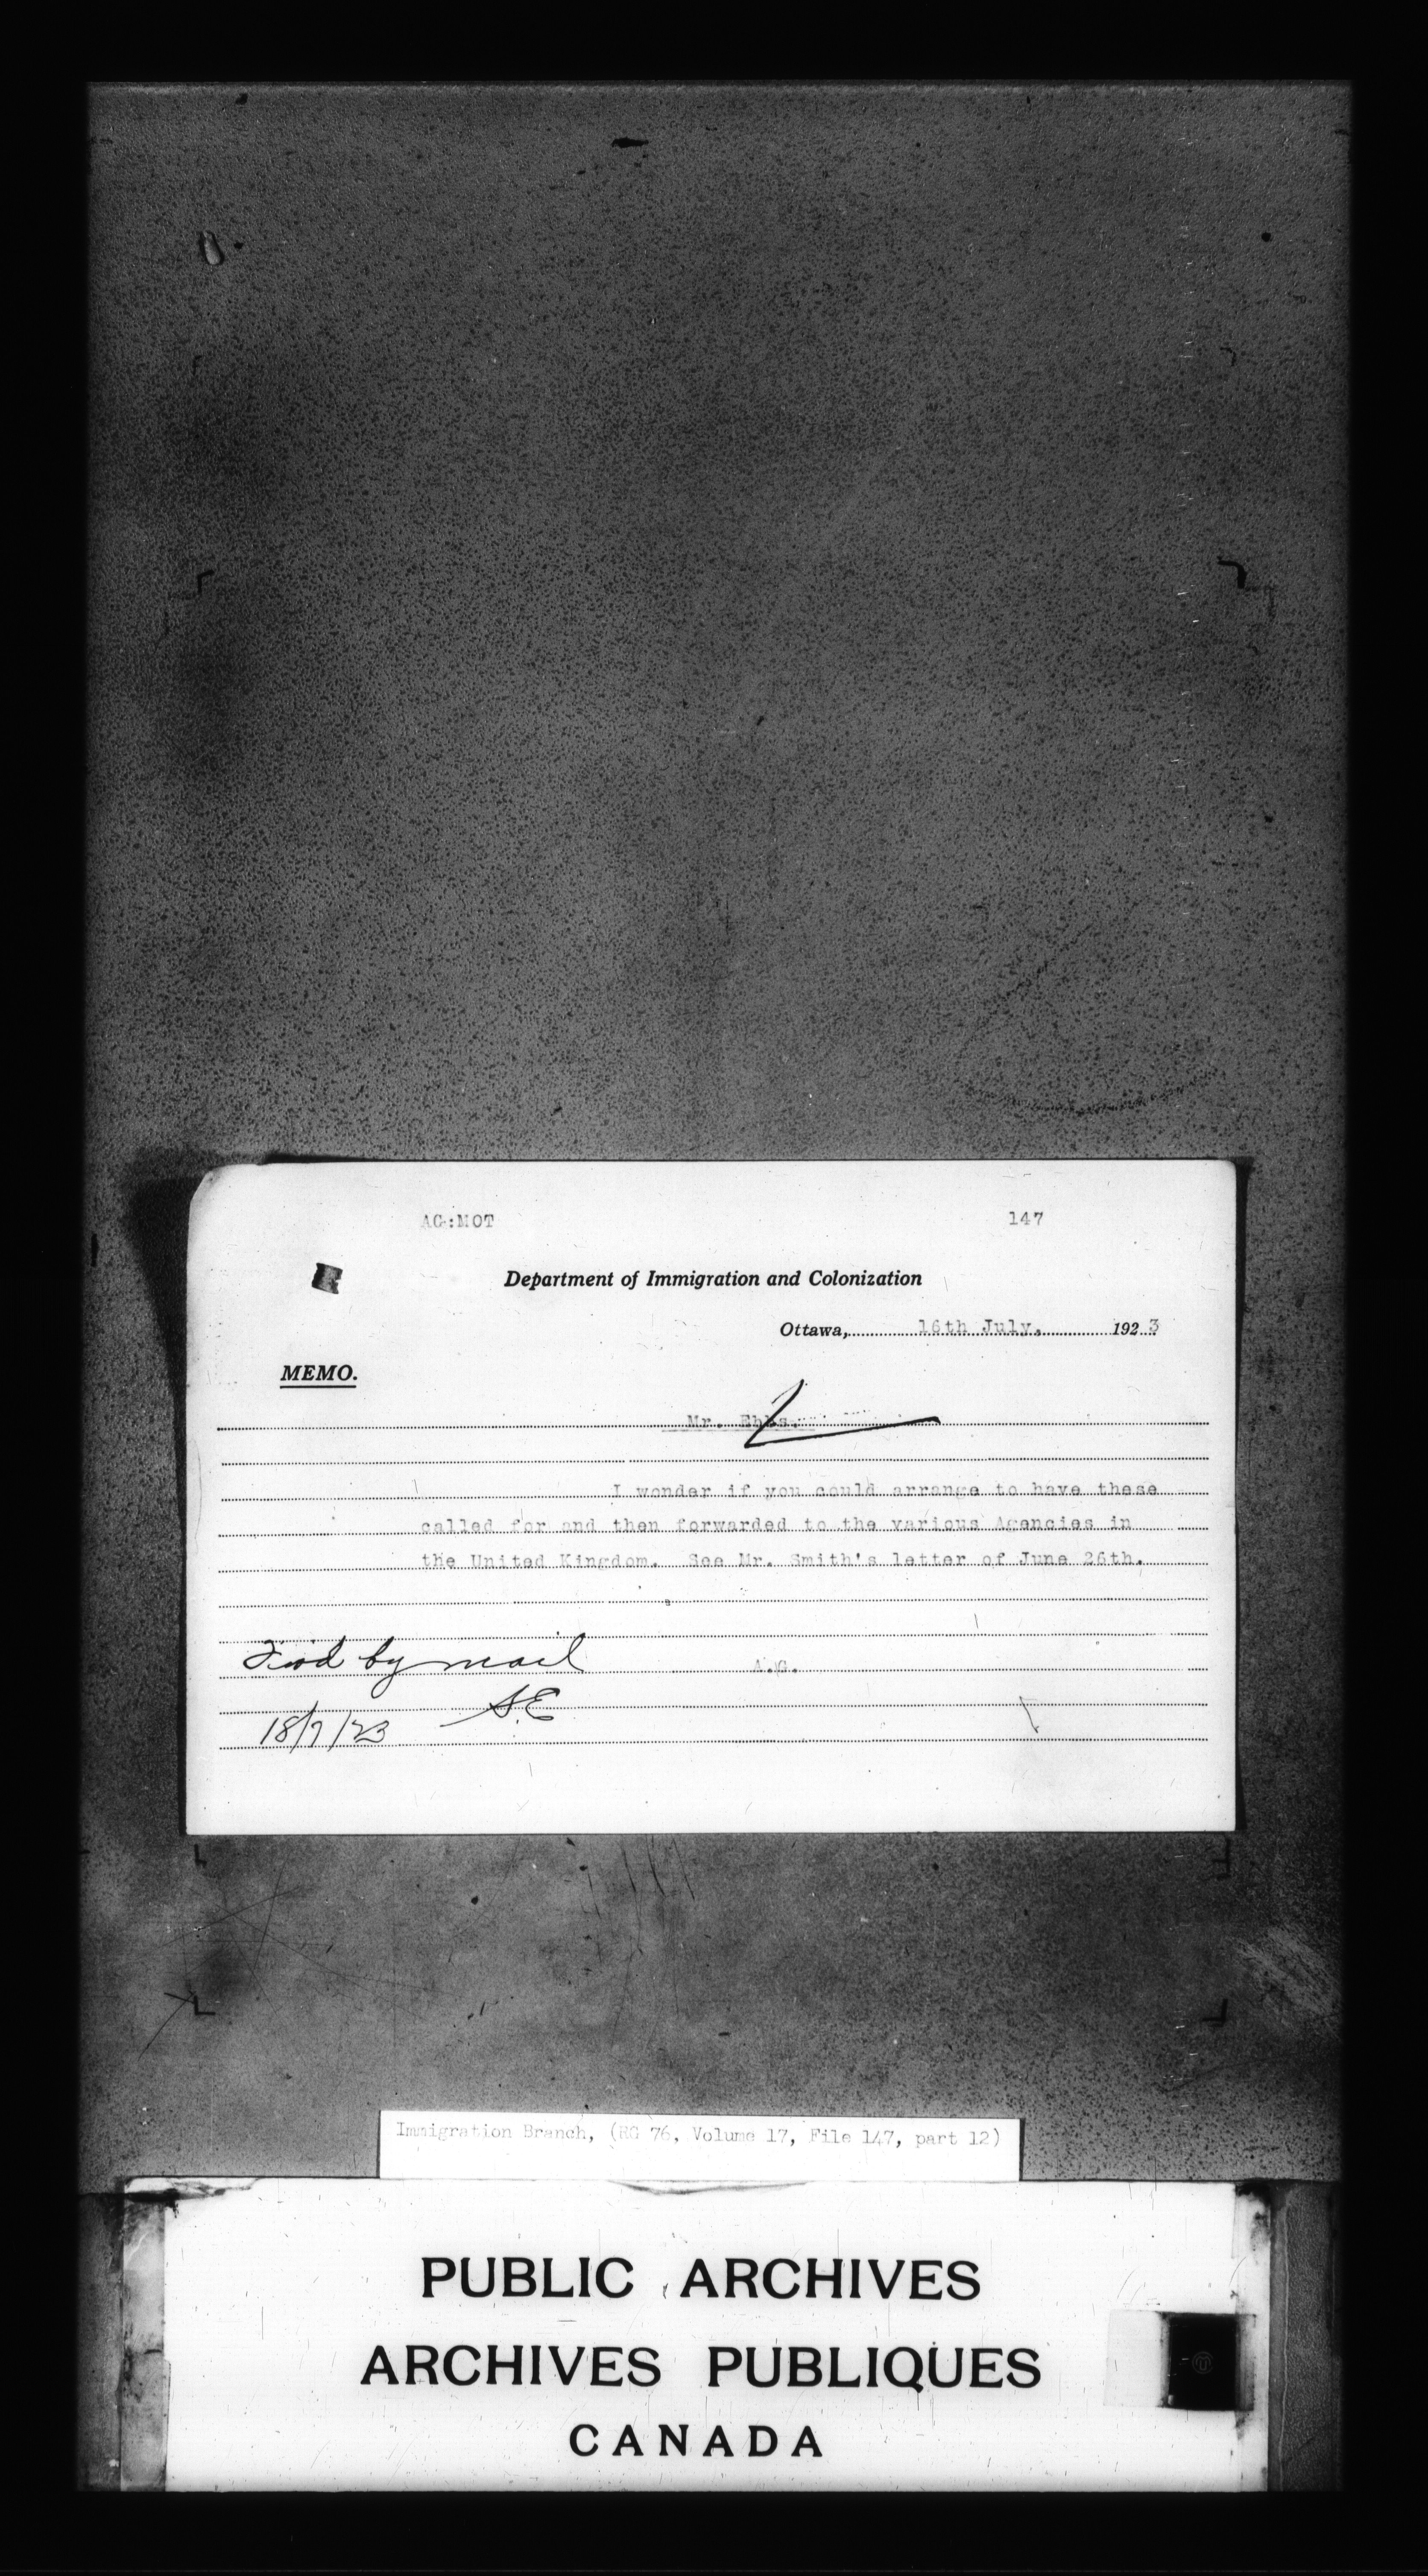 AG:MOT 147
Department of Immigration and Colonization
Ottawa, 16th July, 1923
MEMO.
Mr. Ebbs.
I wonder if you could arrange to have these
called for and then forwarded to the various Agencies in
the United Kingdom. See Mr. Smith's letter of June 26th.
by mail
A.G.
S.E
18/7/23
Immigration Branch, (RG 76, Volume 17, File 147, part 12)
PUBLIC ARCHIVES
ARCHIVES PUBLIQUES
CANADA